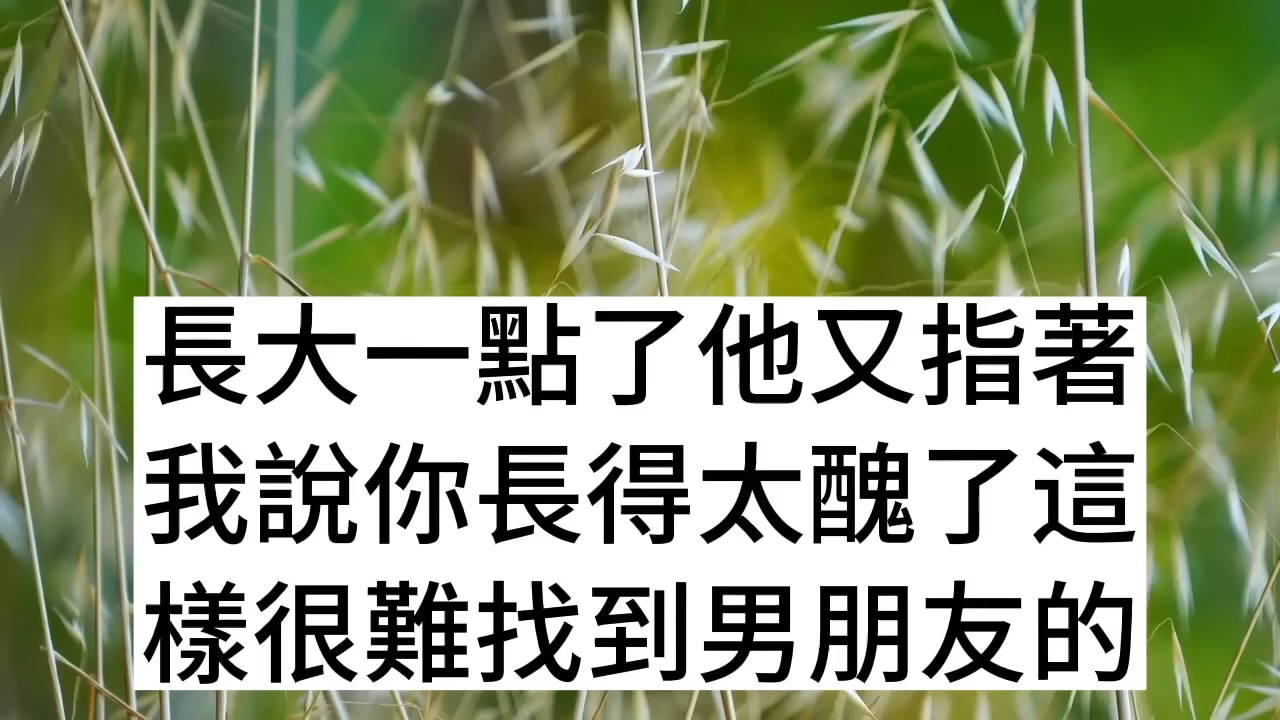 長大一點了他又指著
我說你長得太醜了這
樣很難找到男朋友的